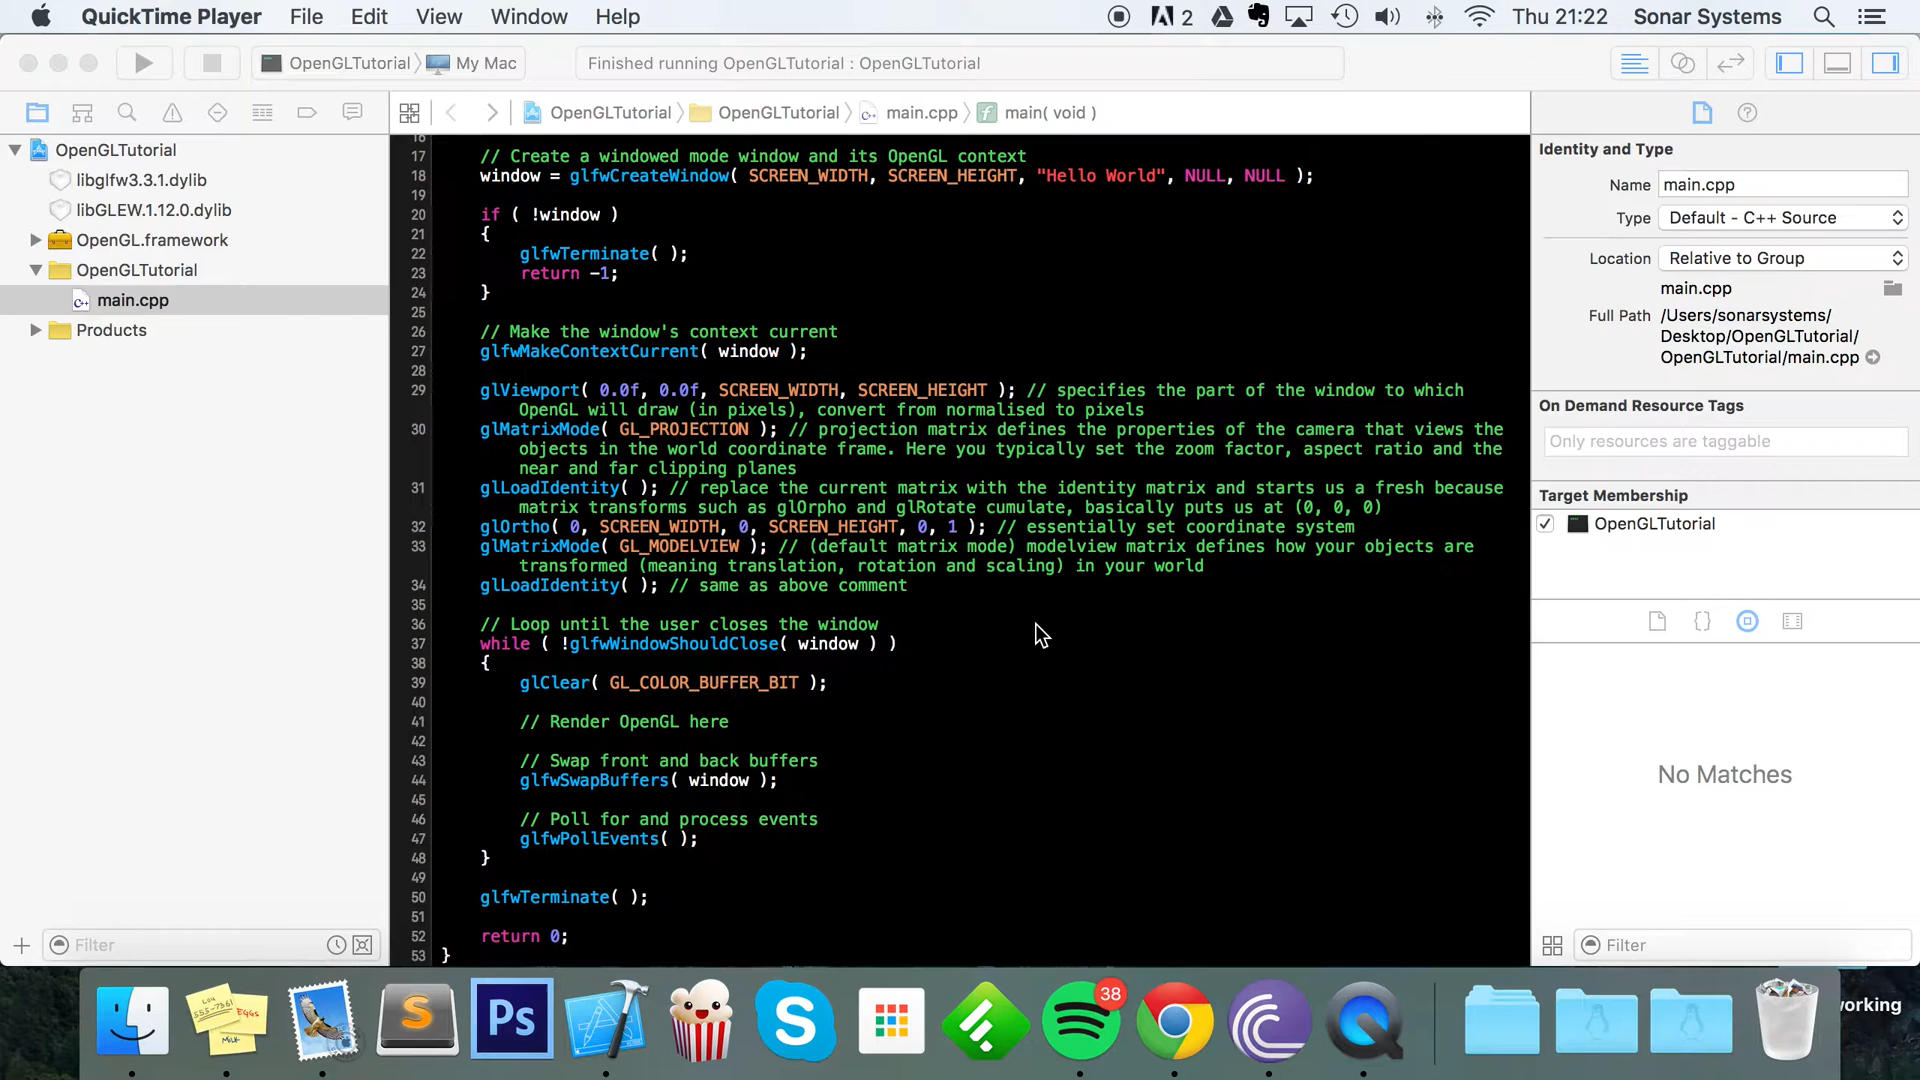 QuickTime Player File Edit View Window Help 2 Thu 21:22 Sonar Systems
OpenGLTutorial My Mac Finished running OpenGLTutorial : OpenGLTutorial
OpenGLTutorial OpenGLTutorial main.cpp main( void )
OpenGLTutorial
libglfw3.3.1.dylib
libGLEW.1.12.0.dylib
OpenGL.framework
OpenGLTutorial
main.cpp
Products
Filter
16
17 // Create a windowed mode window and its OpenGL context
18 window = glfwCreateWindow( SCREEN_WIDTH, SCREEN_HEIGHT, "Hello World", NULL, NULL );
19
20 if ( !window )
21 {
22 glfwTerminate( );
23 return -1;
24 }
25
26 // Make the window's context current
27 glfwMakeContextCurrent( window );
28
29 glViewport( 0.0f, 0.0f, SCREEN_WIDTH, SCREEN_HEIGHT ); // specifies the part of the window to which
OpenGL will draw (in pixels), convert from normalised to pixels
30 glMatrixMode( GL_PROJECTION ); // projection matrix defines the properties of the camera that views the
objects in the world coordinate frame. Here you typically set the zoom factor, aspect ratio and the
near and far clipping planes
31 glLoadIdentity( ); // replace the current matrix with the identity matrix and starts us a fresh because
matrix transforms such as glOrpho and glRotate cumulate, basically puts us at (0, 0, 0)
32 glOrtho( 0, SCREEN_WIDTH, 0, SCREEN_HEIGHT, 0, 1 ); // essentially set coordinate system
33 glMatrixMode( GL_MODELVIEW ); // (default matrix mode) modelview matrix defines how your objects are
transformed (meaning translation, rotation and scaling) in your world
34 glLoadIdentity( ); // same as above comment
35
36 // Loop until the user closes the window
37 while ( !glfwWindowShouldClose( window ) )
38 {
39 glClear( GL_COLOR_BUFFER_BIT );
40
41 // Render OpenGL here
42
43 // Swap front and back buffers
44 glfwSwapBuffers( window );
45
46 // Poll for and process events
47 glfwPollEvents( );
48 }
49
50 glfwTerminate( );
51
52 return 0;
53 }
Identity and Type
Name main.cpp
Type Default - C++ Source
Location Relative to Group
main.cpp
Full Path /Users/sonarsystems/
Desktop/OpenGLTutorial/
OpenGLTutorial/main.cpp
On Demand Resource Tags
Only resources are taggable
Target Membership
OpenGLTutorial
No Matches
Filter
38
Ps
working